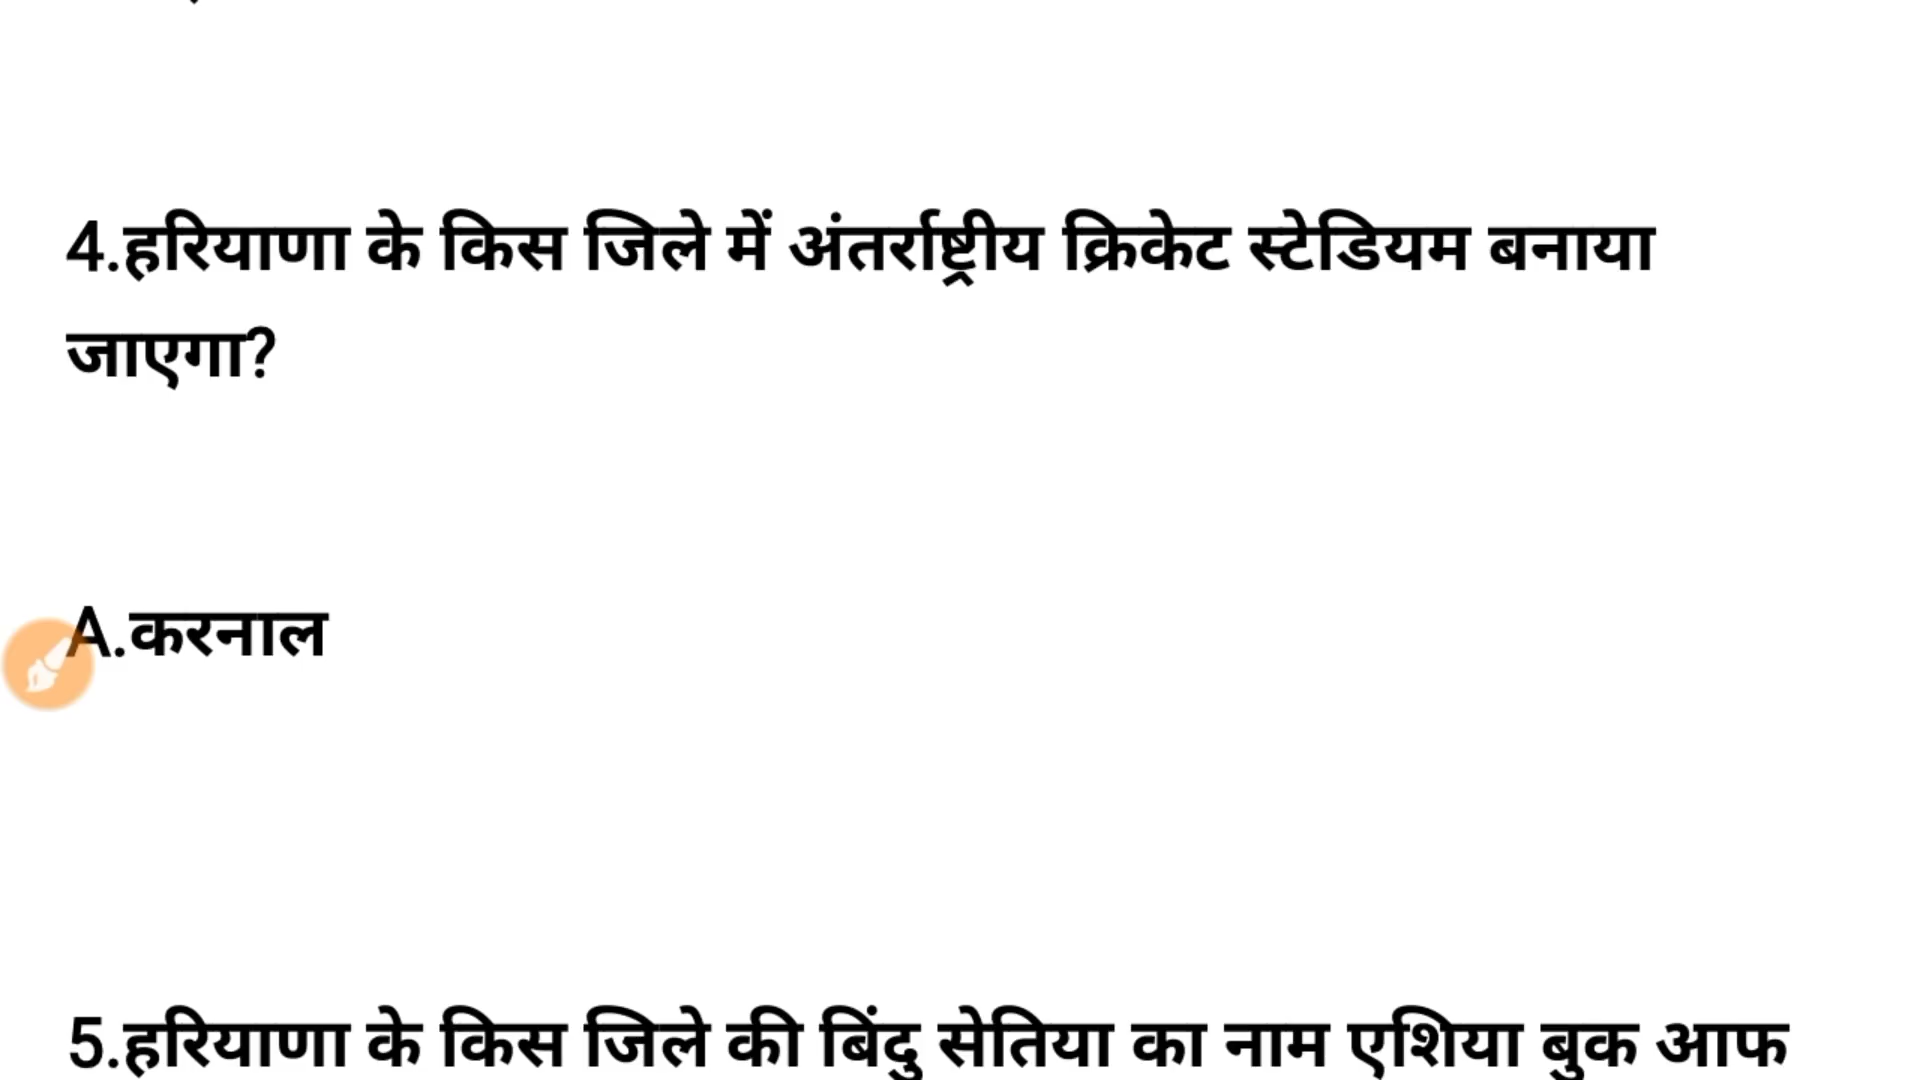 4.हरियाणा के किस जिले में अंतर्राष्ट्रीय क्रिकेट स्टेडियम बनाया
जाएगा?
A.करनाल
5.हरियाणा के किस जिले की बिंदु सेतिया का नाम एशिया बुक आफ